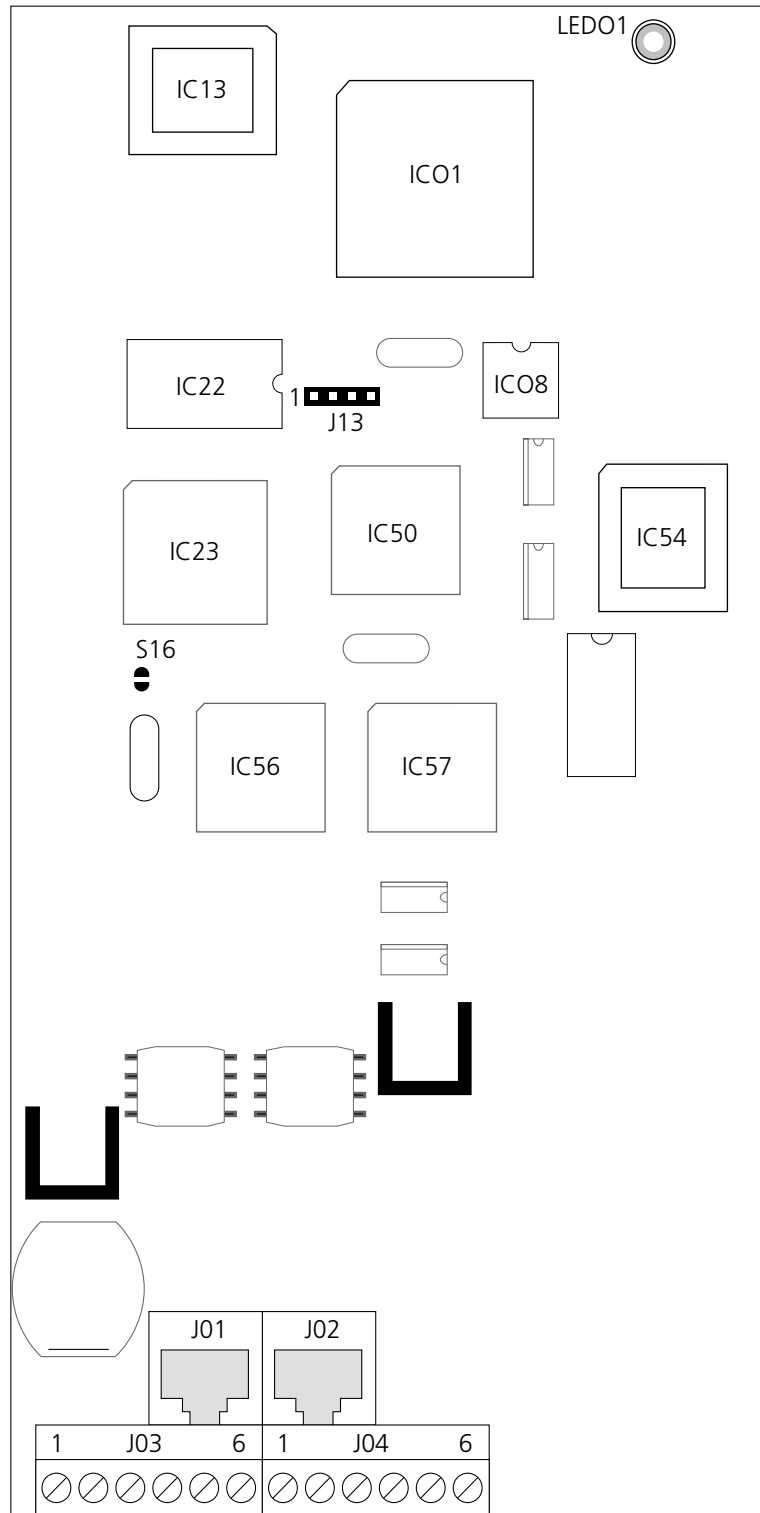 LEDO1
IC13
ICO1
IC22
1
J13
ICO8
IC23
IC50
IC54
S16
IC56
IC57
J01
J02
1 J03 6
1 J04 6